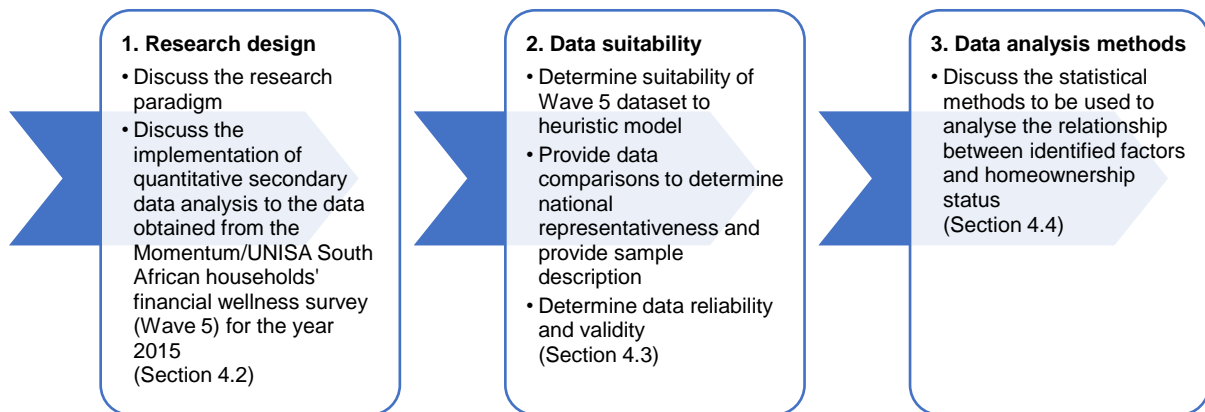 1. Research design
• Discuss the research
paradigm
• Discuss the
implementation of
quantitative secondary
data analysis to the data
obtained from the
Momentum/UNISA South
African households'
financial wellness survey
(Wave 5) for the year
2015
(Section 4.2)
2. Data suitability
• Determine suitability of
Wave 5 dataset to
heuristic model
• Provide data
comparisons to determine
national
representativeness and
provide sample
description
• Determine data reliability
and validity
(Section 4.3)
3. Data analysis methods
• Discuss the statistical
methods to be used to
analyse the relationship
between identified factors
and homeownership
status
(Section 4.4)